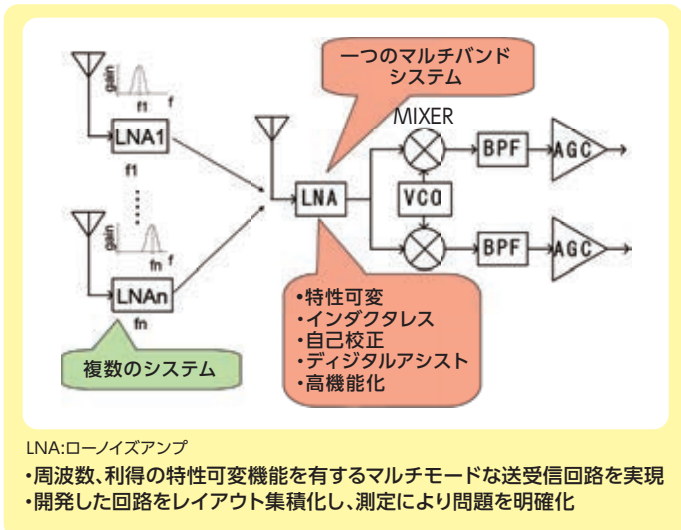 一つのマルチバンド
システム
gain
f1
f
LNA1
f1
MIXER
BPF
AGC
LNA
VCO
gain
fn
f
LNAn
fn
BPF
AGC
複数のシステム
・特性可変
・インダクタレス
・自己校正
・ディジタルアシスト
・高機能化
LNA:ローノイズアンプ
・周波数、利得の特性可変機能を有するマルチモードな送受信回路を実現
・開発した回路をレイアウト集積化し、測定により問題を明確化